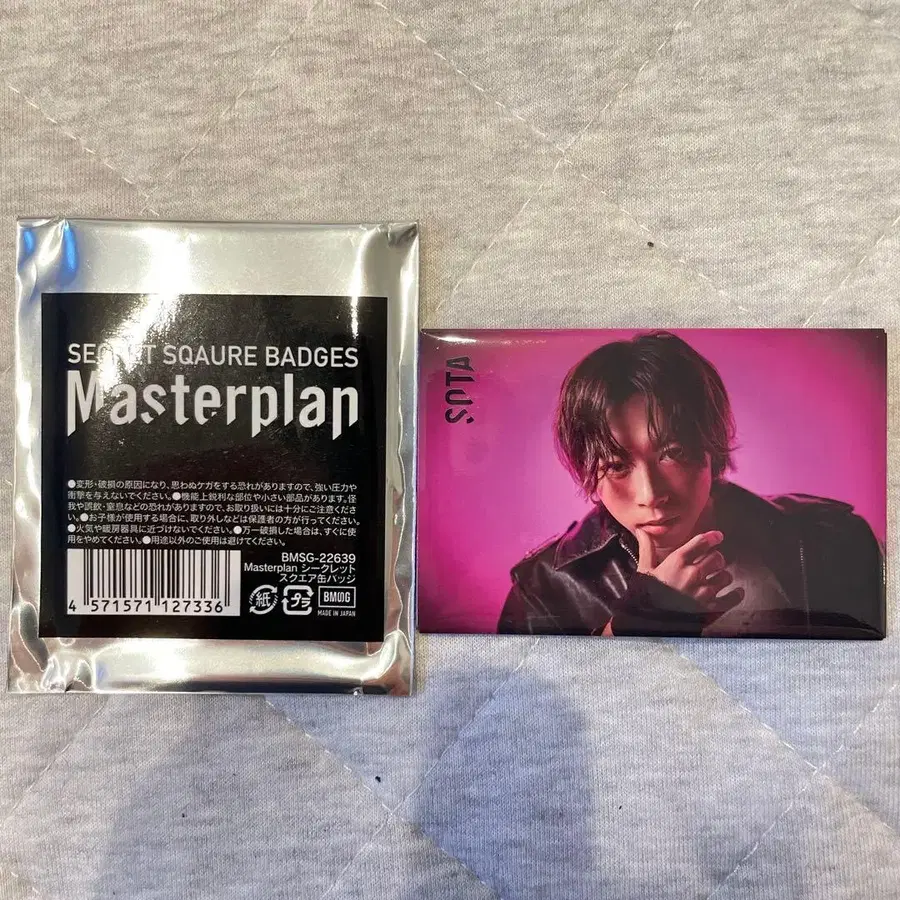 SECRET SQAURE BADGES
Masterplan
●変形・破損の原因になり、思わぬケガをする恐れがありますので、強い圧力や
衝撃を与えないでください。●機能上鋭利な部位や小さい部品があります。怪
我や誤飲・窒息などの恐れがありますので、お取り扱いには十分にご注意くださ
い。●お子様が使用する場合に、取り外しなどは保護者の方が行ってください。
●火気や暖房器具に近づけないでください。●万一破損した場合は、すぐに使
用をやめてください。●用途以外のご使用は避けてください。
BMSG-22639
Masterplan シークレット
スクエア缶バッジ
4 571571 127336
紙
プラ
BMSG
MADE IN JAPAN
SOTA